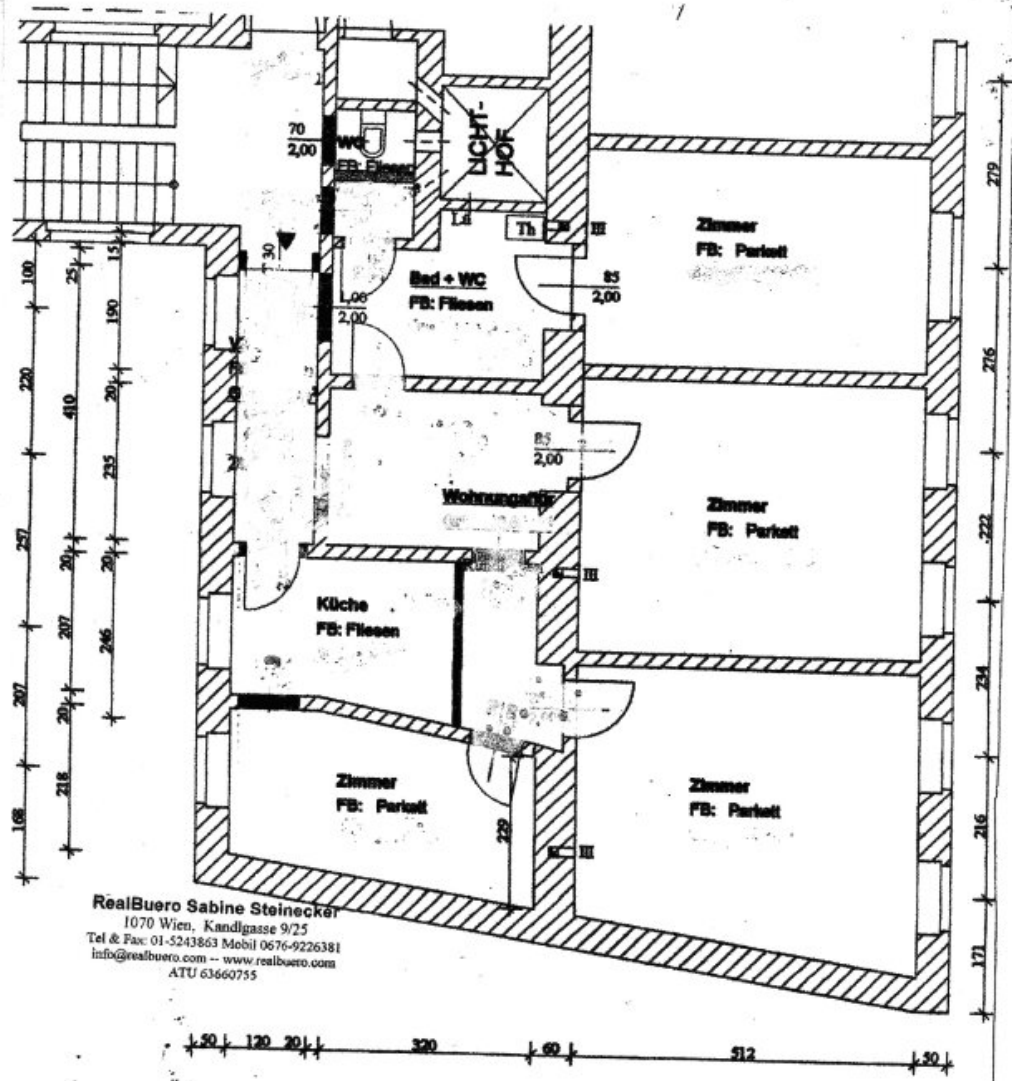 70
2,00
WC
FB: Fliesen
LICHT-
HOF
Th
III
Zimmer
FB: Parkett
279
15
30
100
25
Bad + WC
FB: Fliesen
85
2,00
1,00
2,00
190
276
220
410
20
85
2,00
235
Wohnungsflur
Zimmer
FB: Parkett
222
257
20
20
III
Küche
FB: Fliesen
207
246
234
207
20
Zimmer
FB: Parkett
Zimmer
FB: Parkett
218
229
216
168
III
171
RealBuero Sabine Steinecker
1070 Wien, Kandlgasse 9/25
Tel & Fax: 01-5243863 Mobil 0676-9226381
info@realbuero.com -- www.realbuero.com
ATU 63660755
50 120 20 320 60 512 50